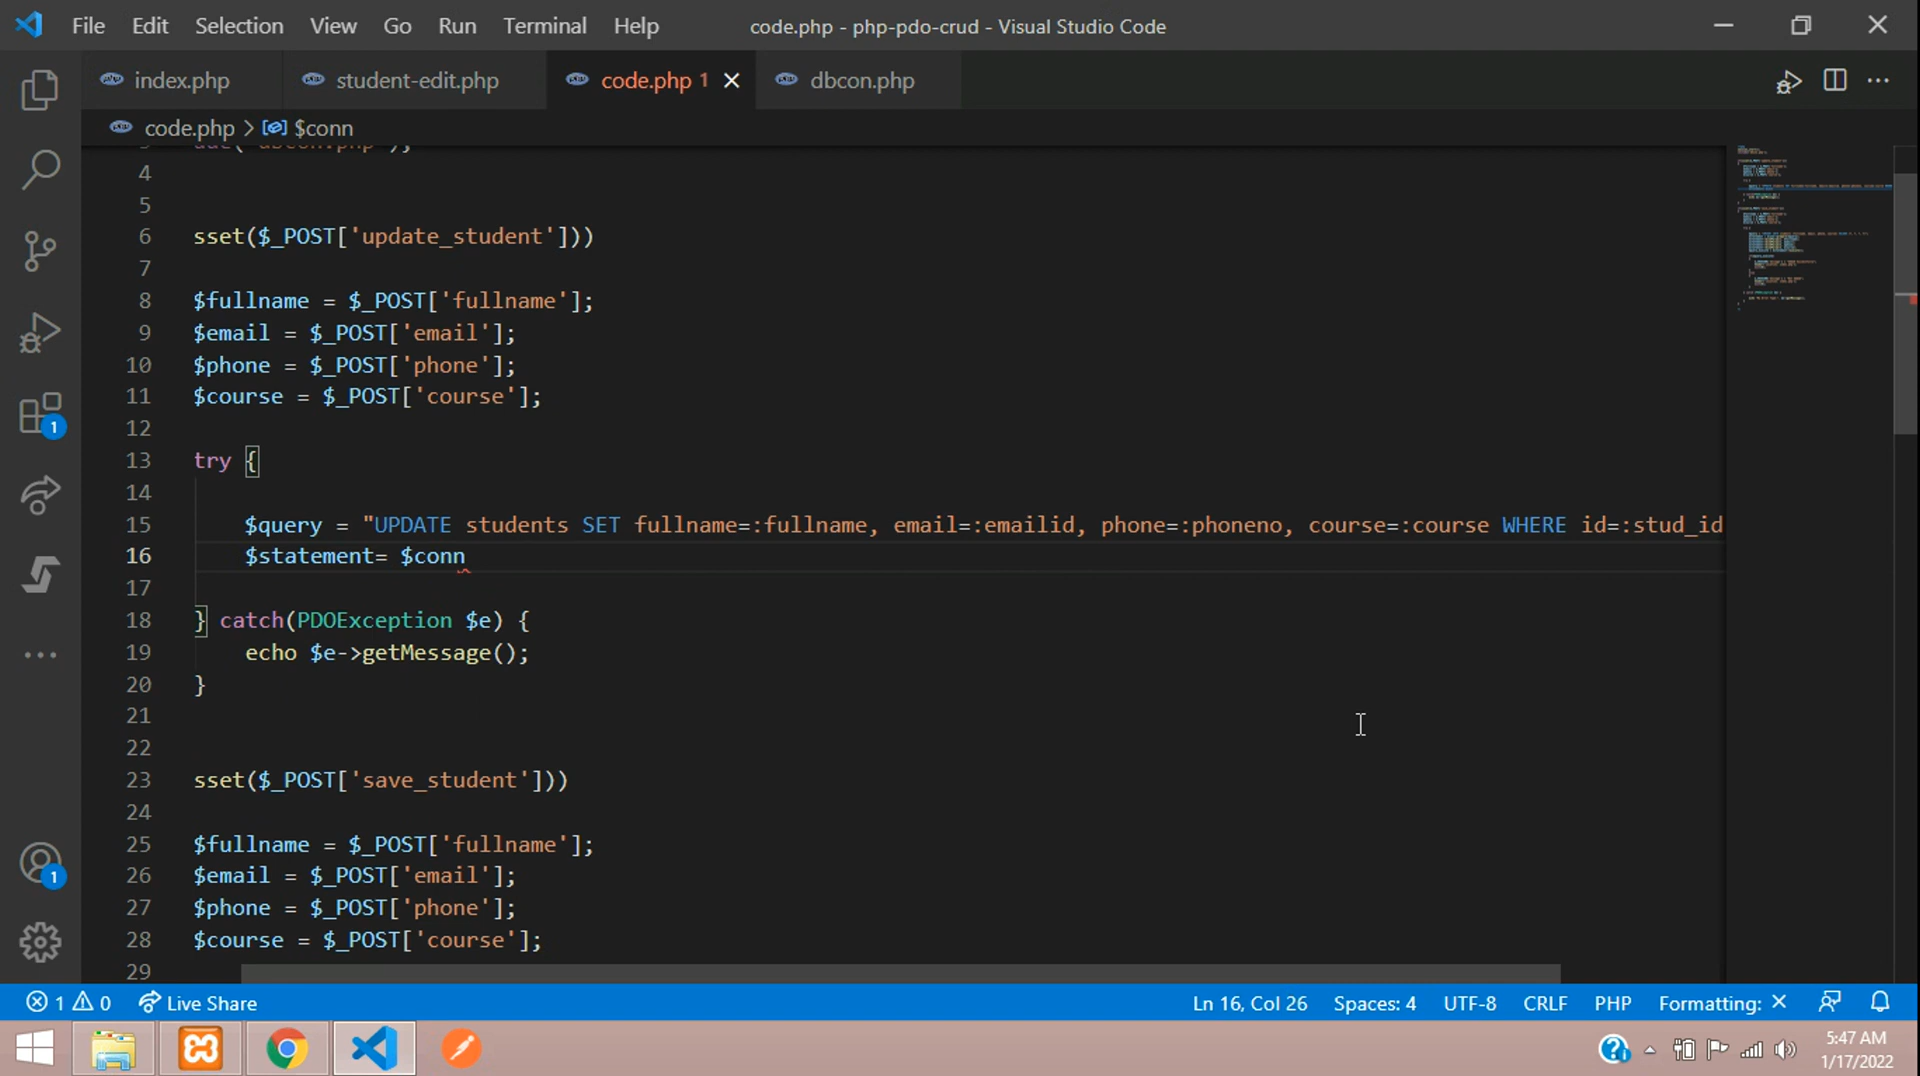 File Edit Selection View Go Run Terminal Help code.php - php-pdo-crud - Visual Studio Code
index.php student-edit.php code.php 1 dbcon.php
code.php > $conn
4
5
6 sset($_POST['update_student']))
7
8 $fullname = $_POST['fullname'];
9 $email = $_POST['email'];
10 $phone = $_POST['phone'];
11 $course = $_POST['course'];
12
13 try {
14
15 $query = "UPDATE students SET fullname=:fullname, email=:emailid, phone=:phoneno, course=:course WHERE id=:stud_id
16 $statement= $conn
17
18 } catch(PDOException $e) {
19 echo $e->getMessage();
20 }
21
22
23 sset($_POST['save_student']))
24
25 $fullname = $_POST['fullname'];
26 $email = $_POST['email'];
27 $phone = $_POST['phone'];
28 $course = $_POST['course'];
29
1
1
1 0 Live Share Ln 16, Col 26 Spaces: 4 UTF-8 CRLF PHP Formatting: ×
5:47 AM
1/17/2022